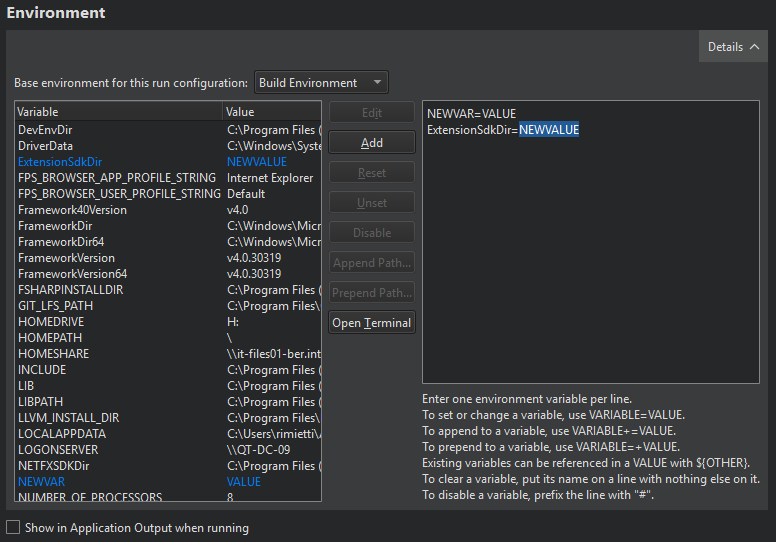 Environment
Details
Base environment for this run configuration: Build Environment
Variable Value
DevEnvDir C:\Program Files (
DriverData C:\Windows\Syste
ExtensionSdkDir NEWVALUE
FPS_BROWSER_APP_PROFILE_STRING Internet Explorer
FPS_BROWSER_USER_PROFILE_STRING Default
Framework40Version v4.0
FrameworkDir C:\Windows\Micr
FrameworkDir64 C:\Windows\Micr
FrameworkVersion v4.0.30319
FrameworkVersion64 v4.0.30319
FSHARPINSTALLDIR C:\Program Files (
GIT_LFS_PATH C:\Program Files\
HOMEDRIVE H:
HOMEPATH \
HOMESHARE \\it-files01-ber.int
INCLUDE C:\Program Files (
LIB C:\Program Files (
LIBPATH C:\Program Files (
LLVM_INSTALL_DIR C:\Program Files\
LOCALAPPDATA C:\Users\rimietti\
LOGONSERVER \\QT-DC-09
NETFXSDKDir C:\Program Files (
NEWVAR VALUE
NUMBER_OF_PROCESSORS 8
Edit
Add
Reset
Unset
Disable
Append Path...
Prepend Path...
Open Terminal
NEWVAR=VALUE
ExtensionSdkDir=NEWVALUE
Enter one environment variable per line.
To set or change a variable, use VARIABLE=VALUE.
To append to a variable, use VARIABLE+=VALUE.
To prepend to a variable, use VARIABLE=+VALUE.
Existing variables can be referenced in a VALUE with ${OTHER}.
To clear a variable, put its name on a line with nothing else on it.
To disable a variable, prefix the line with "#".
Show in Application Output when running